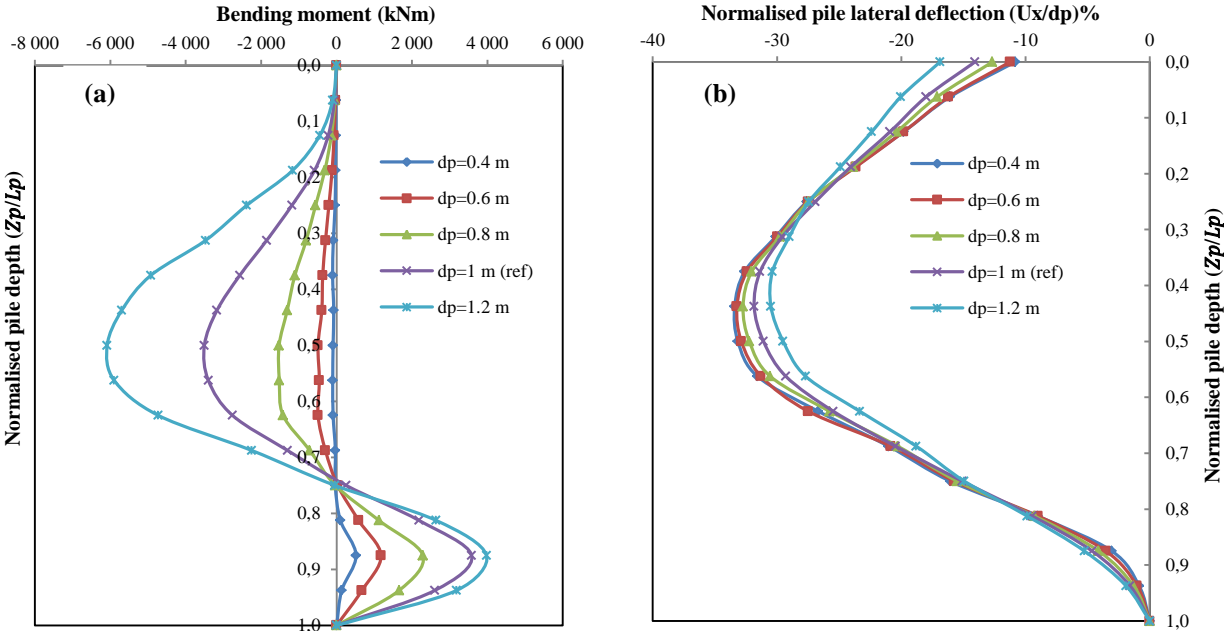 Bending moment (kNm)
-8 000 -6 000 -4 000 -2 000 0 2 000 4 000 6 000
0,0
0,1
0,2
0,3
0,4
0,5
0,6
0,7
0,8
0,9
1,0
Normalised pile depth (Zp/Lp)
(a)
dp=0.4 m
dp=0.6 m
dp=0.8 m
dp=1 m (ref)
dp=1.2 m
Normalised pile lateral deflection (Ux/dp)%
-40 -30 -20 -10 0
0,0
0,1
0,2
0,3
0,4
0,5
0,6
0,7
0,8
0,9
1,0
Normalised pile depth (Zp/Lp)
(b)
dp=0.4 m
dp=0.6 m
dp=0.8 m
dp=1 m (ref)
dp=1.2 m